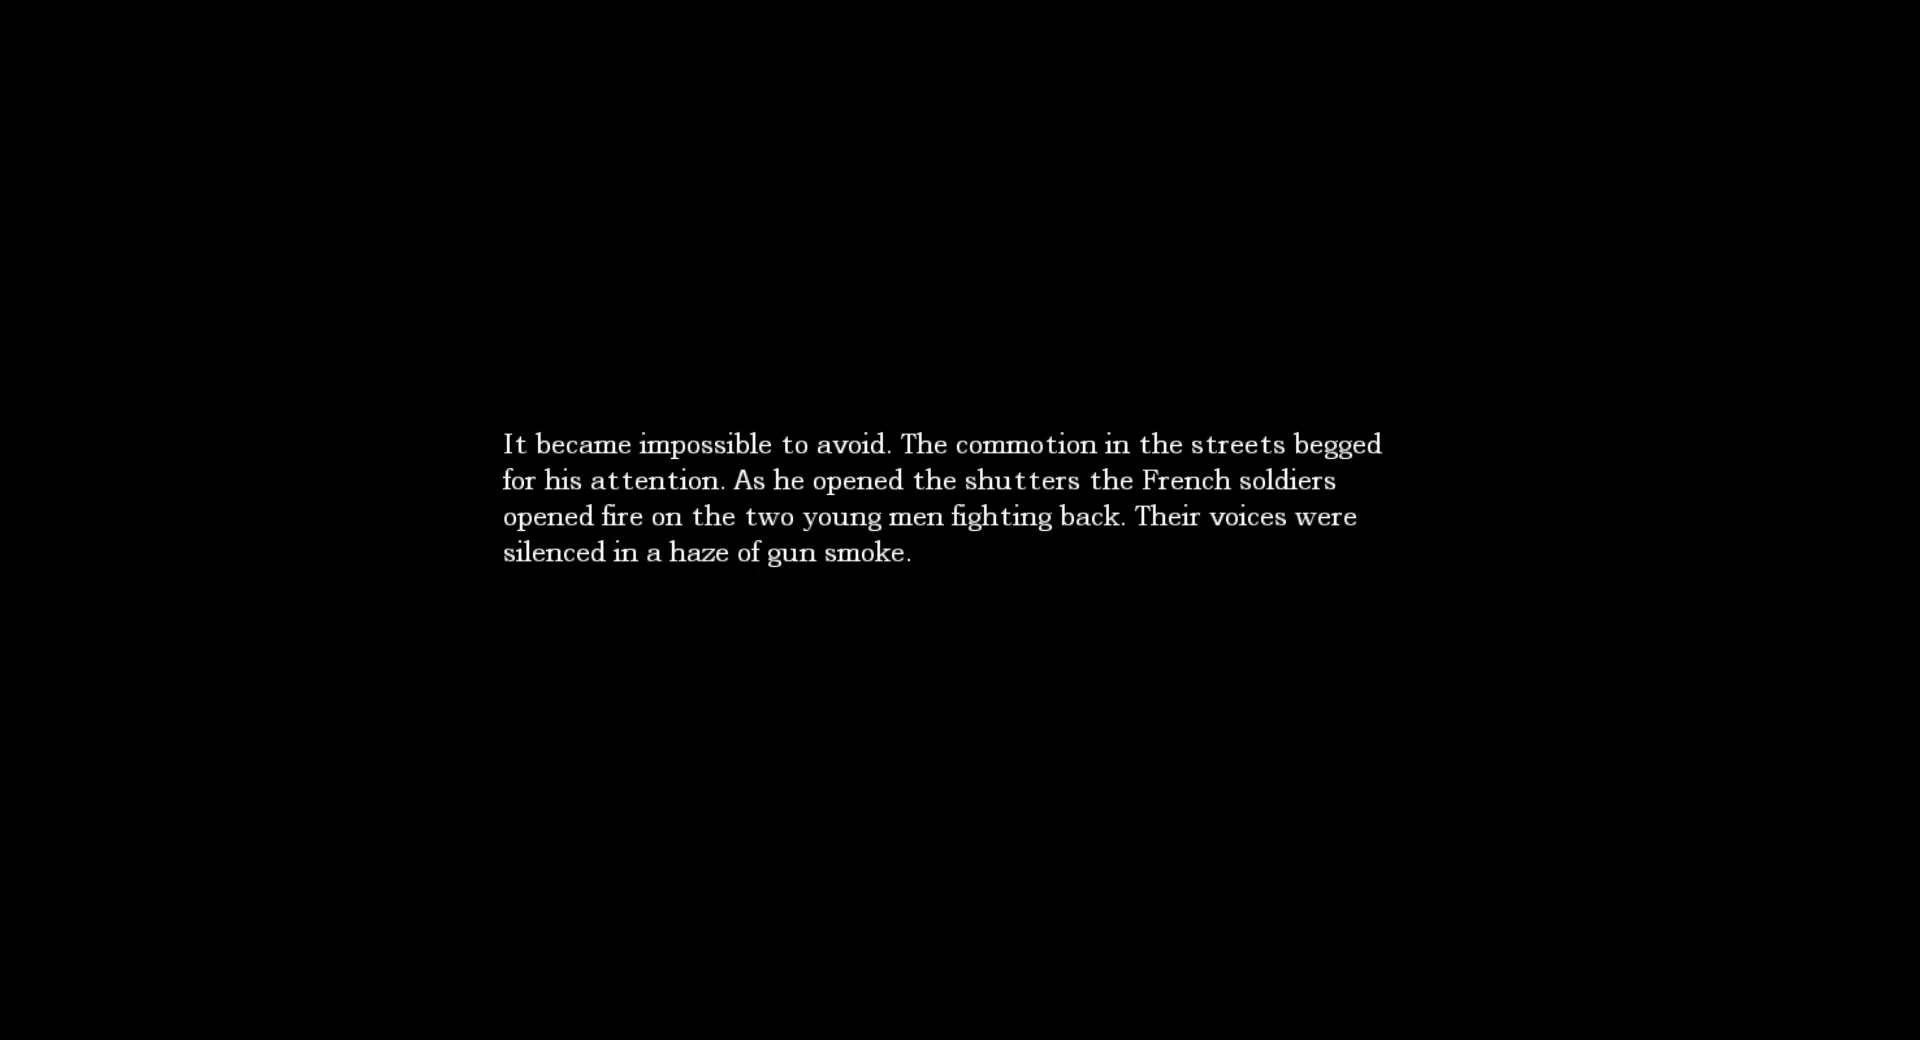 It became impossible to avoid. The commotion in the streets begged
for his attention. As he opened the shutters the French soldiers
opened fire on the two young men fighting back. Their voices were
silenced in a haze of gun smoke.